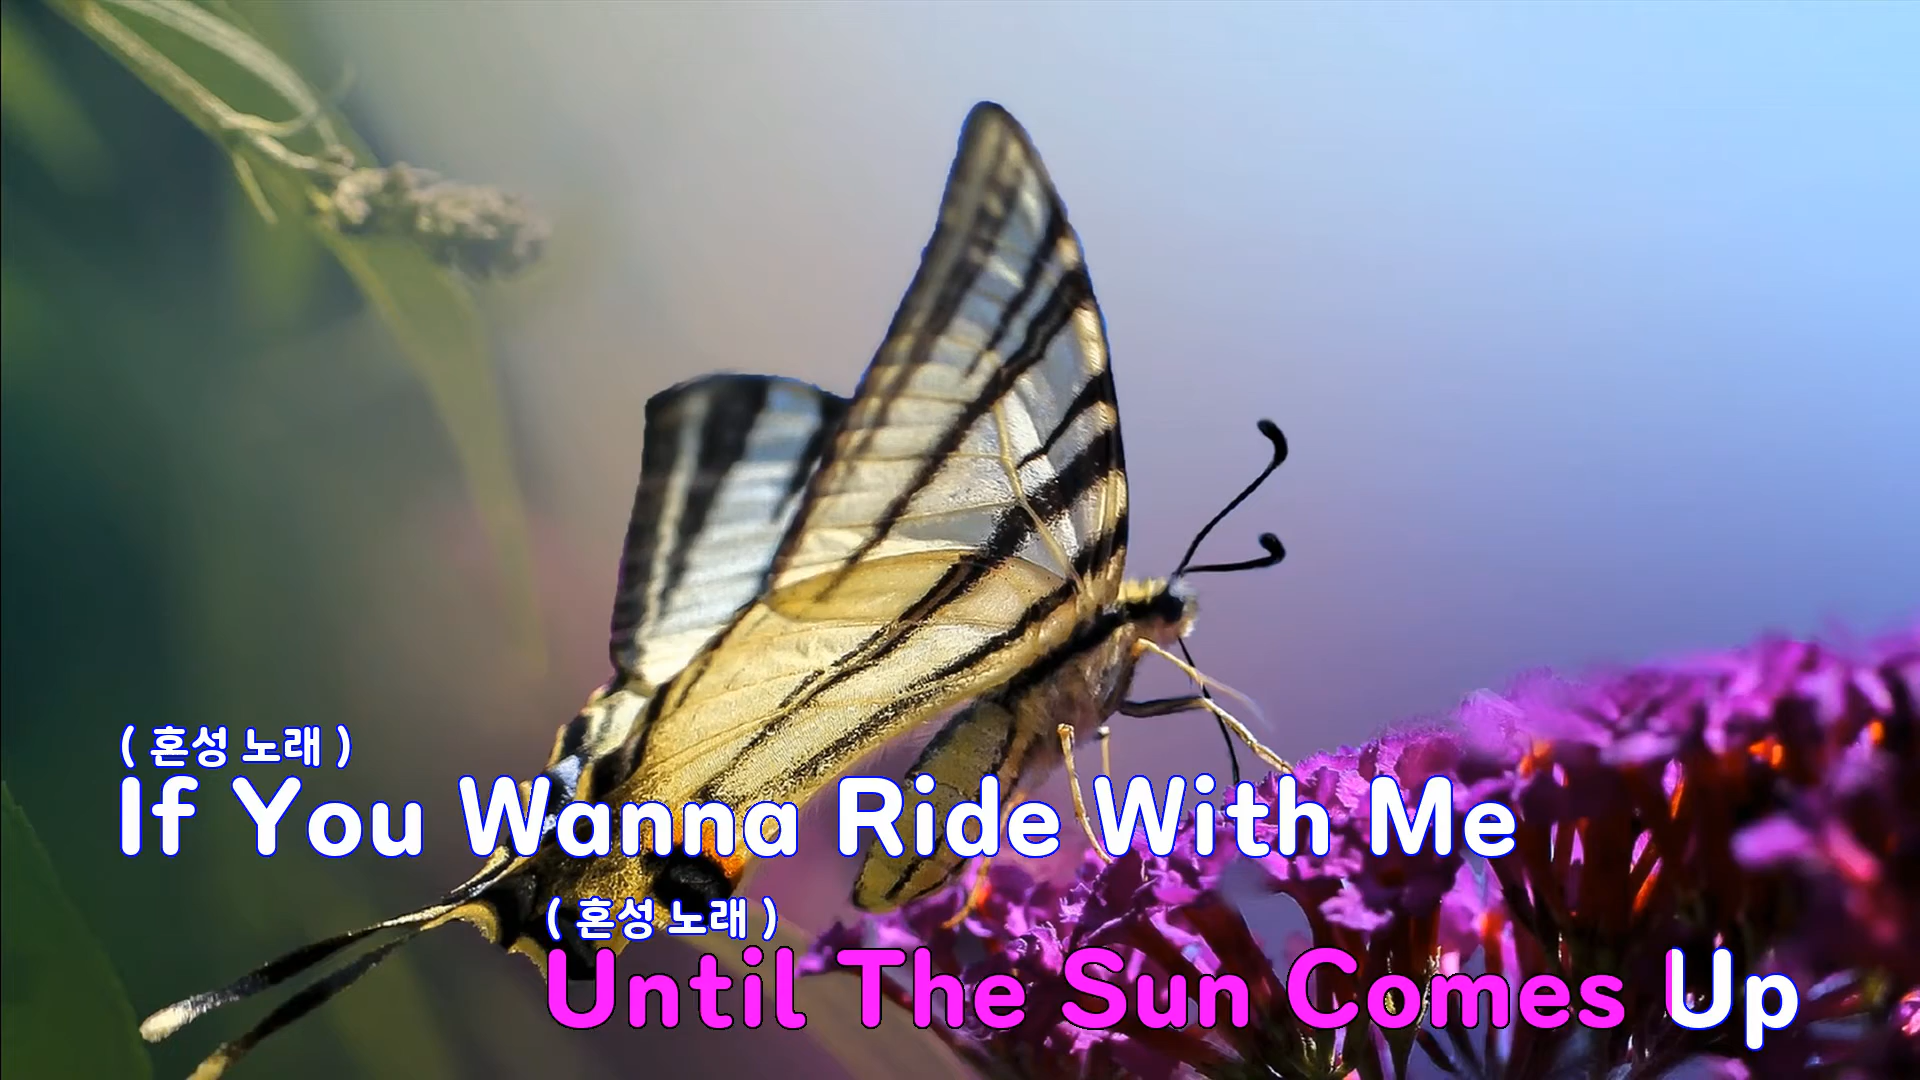 ( 혼성 노래 )
If You Wanna Ride With Me
( 혼성 노래 )
Until The Sun Comes Up